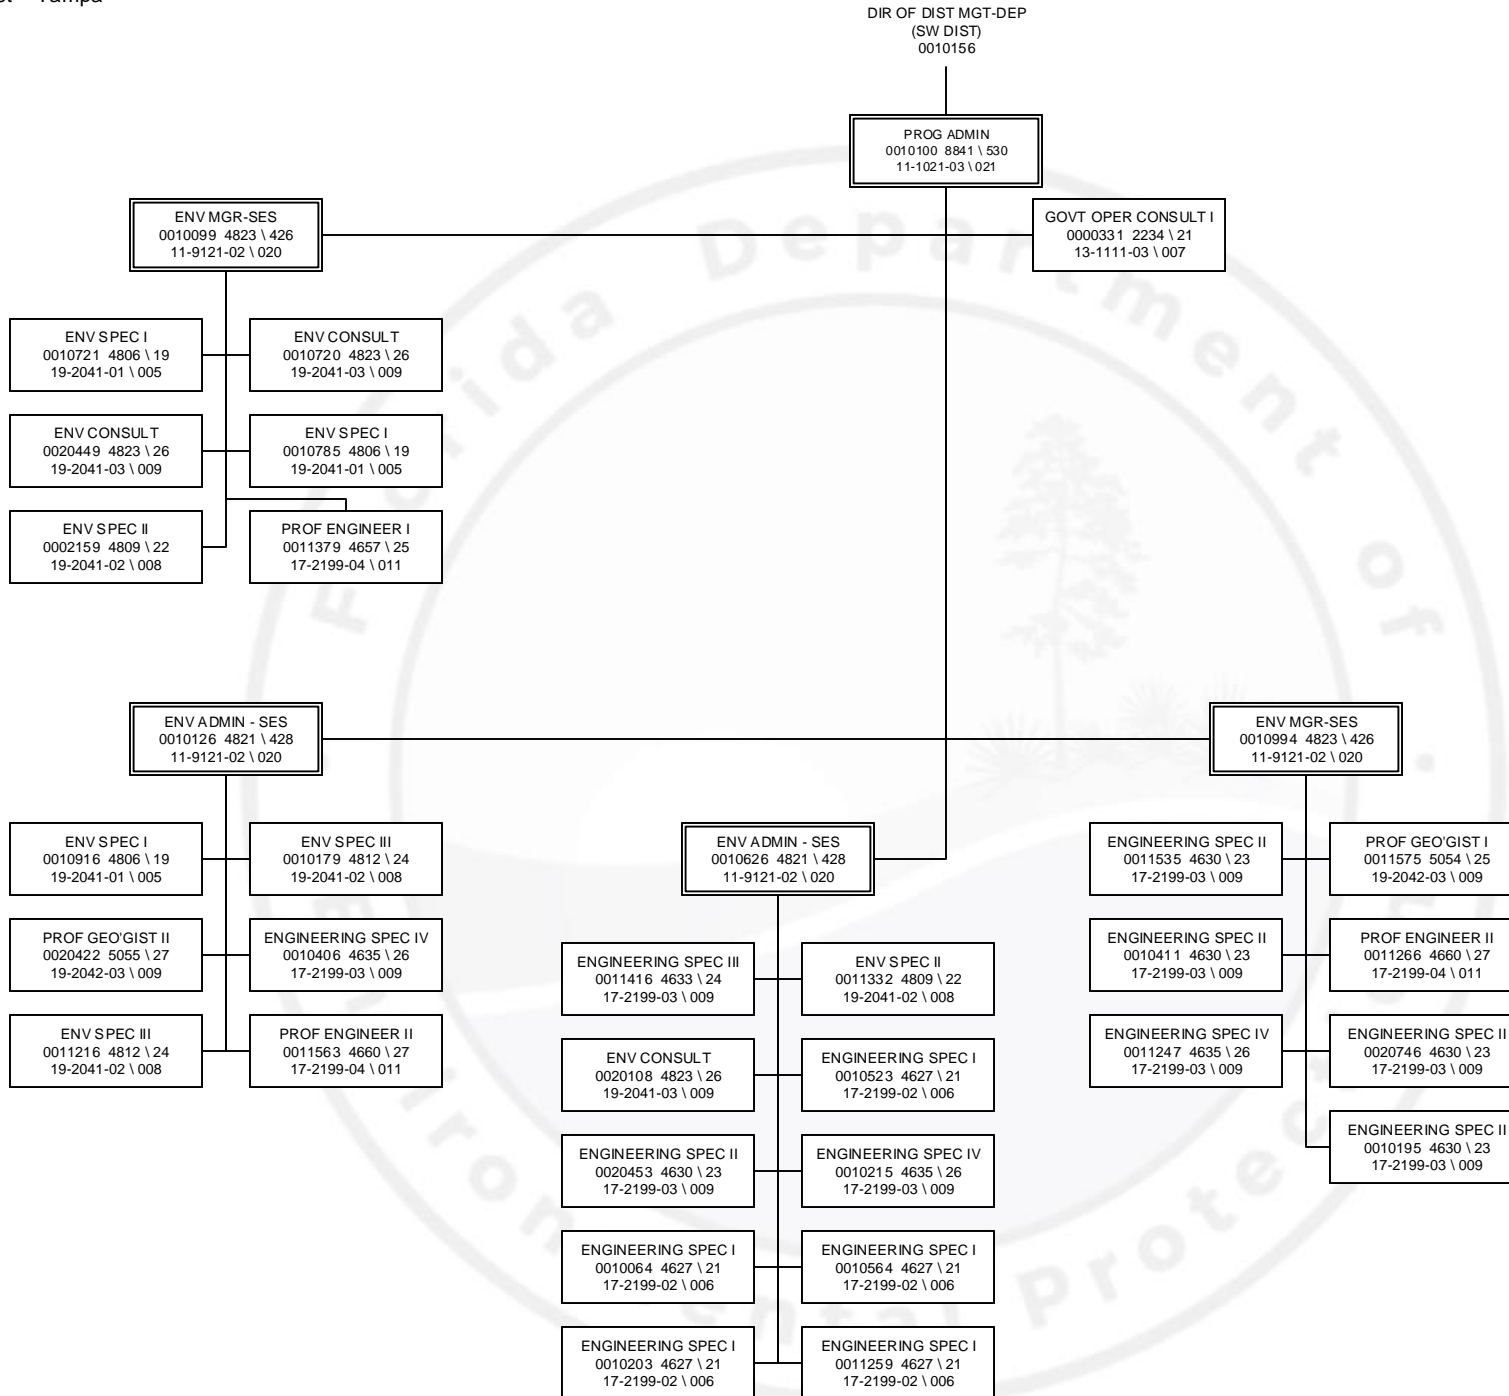 DIR OF DIST MGT-DEP
(SW DIST)
0010156
PROG ADMIN
0010100 8841 \ 530
11-1021-03 \ 021
ENV MGR-SES
0010099 4823 \ 426
11-9121-02 \ 020
GOVT OPER CONSULT I
0000331 2234 \ 21
13-1111-03 \ 007
ENV SPEC I
0010721 4806 \ 19
19-2041-01 \ 005
ENV CONSULT
0010720 4823 \ 26
19-2041-03 \ 009
ENV CONSULT
0020449 4823 \ 26
19-2041-03 \ 009
ENV SPEC I
0010785 4806 \ 19
19-2041-01 \ 005
ENV SPEC II
0002159 4809 \ 22
19-2041-02 \ 008
PROF ENGINEER I
0011379 4657 \ 25
17-2199-04 \ 011
ENV ADMIN - SES
0010126 4821 \ 428
11-9121-02 \ 020
ENV MGR-SES
0010994 4823 \ 426
11-9121-02 \ 020
ENV SPEC I
0010916 4806 \ 19
19-2041-01 \ 005
ENV SPEC III
0010179 4812 \ 24
19-2041-02 \ 008
PROF GEO'GIST II
0020422 5055 \ 27
19-2042-03 \ 009
ENGINEERING SPEC IV
0010406 4635 \ 26
17-2199-03 \ 009
ENV SPEC III
0011216 4812 \ 24
19-2041-02 \ 008
PROF ENGINEER II
0011563 4660 \ 27
17-2199-04 \ 011
ENV ADMIN - SES
0010626 4821 \ 428
11-9121-02 \ 020
ENGINEERING SPEC III
0011416 4633 \ 24
17-2199-03 \ 009
ENV SPEC II
0011332 4809 \ 22
19-2041-02 \ 008
ENV CONSULT
0020108 4823 \ 26
19-2041-03 \ 009
ENGINEERING SPEC I
0010523 4627 \ 21
17-2199-02 \ 006
ENGINEERING SPEC II
0020453 4630 \ 23
17-2199-03 \ 009
ENGINEERING SPEC IV
0010215 4635 \ 26
17-2199-03 \ 009
ENGINEERING SPEC I
0010064 4627 \ 21
17-2199-02 \ 006
ENGINEERING SPEC I
0010564 4627 \ 21
17-2199-02 \ 006
ENGINEERING SPEC I
0010203 4627 \ 21
17-2199-02 \ 006
ENGINEERING SPEC I
0011259 4627 \ 21
17-2199-02 \ 006
ENGINEERING SPEC II
0011535 4630 \ 23
17-2199-03 \ 009
PROF GEO'GIST I
0011575 5054 \ 25
19-2042-03 \ 009
ENGINEERING SPEC II
0010411 4630 \ 23
17-2199-03 \ 009
PROF ENGINEER II
0011266 4660 \ 27
17-2199-04 \ 011
ENGINEERING SPEC IV
0011247 4635 \ 26
17-2199-03 \ 009
ENGINEERING SPEC II
0020746 4630 \ 23
17-2199-03 \ 009
ENGINEERING SPEC II
0010195 4630 \ 23
17-2199-03 \ 009
Department of